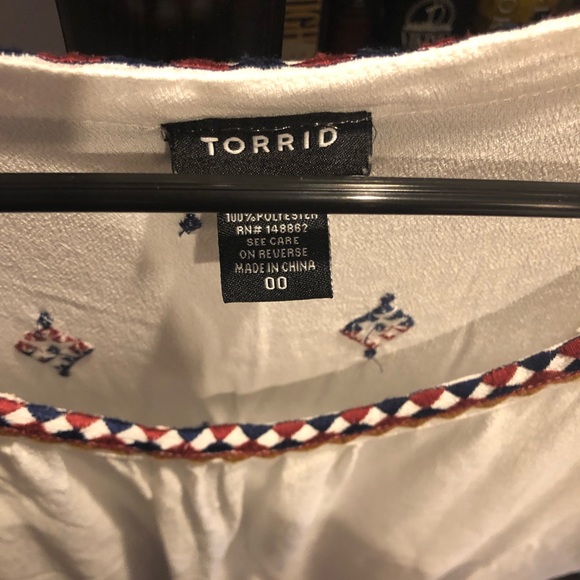 TORRID
100% POLYESTER
RN# 148862
SEE CARE
ON REVERSE
MADE IN CHINA
00